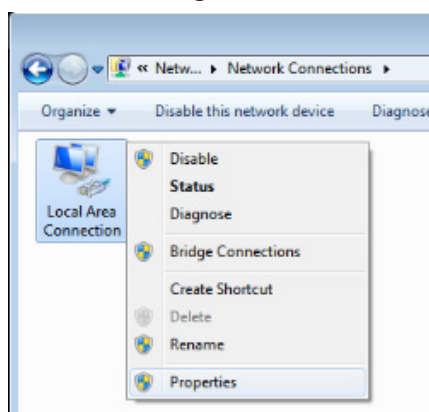 « Netw... ▸ Network Connections ▸
Organize ▾ Disable this network device Diagnose
Local Area
Connection
Disable
Status
Diagnose
Bridge Connections
Create Shortcut
Delete
Rename
Properties